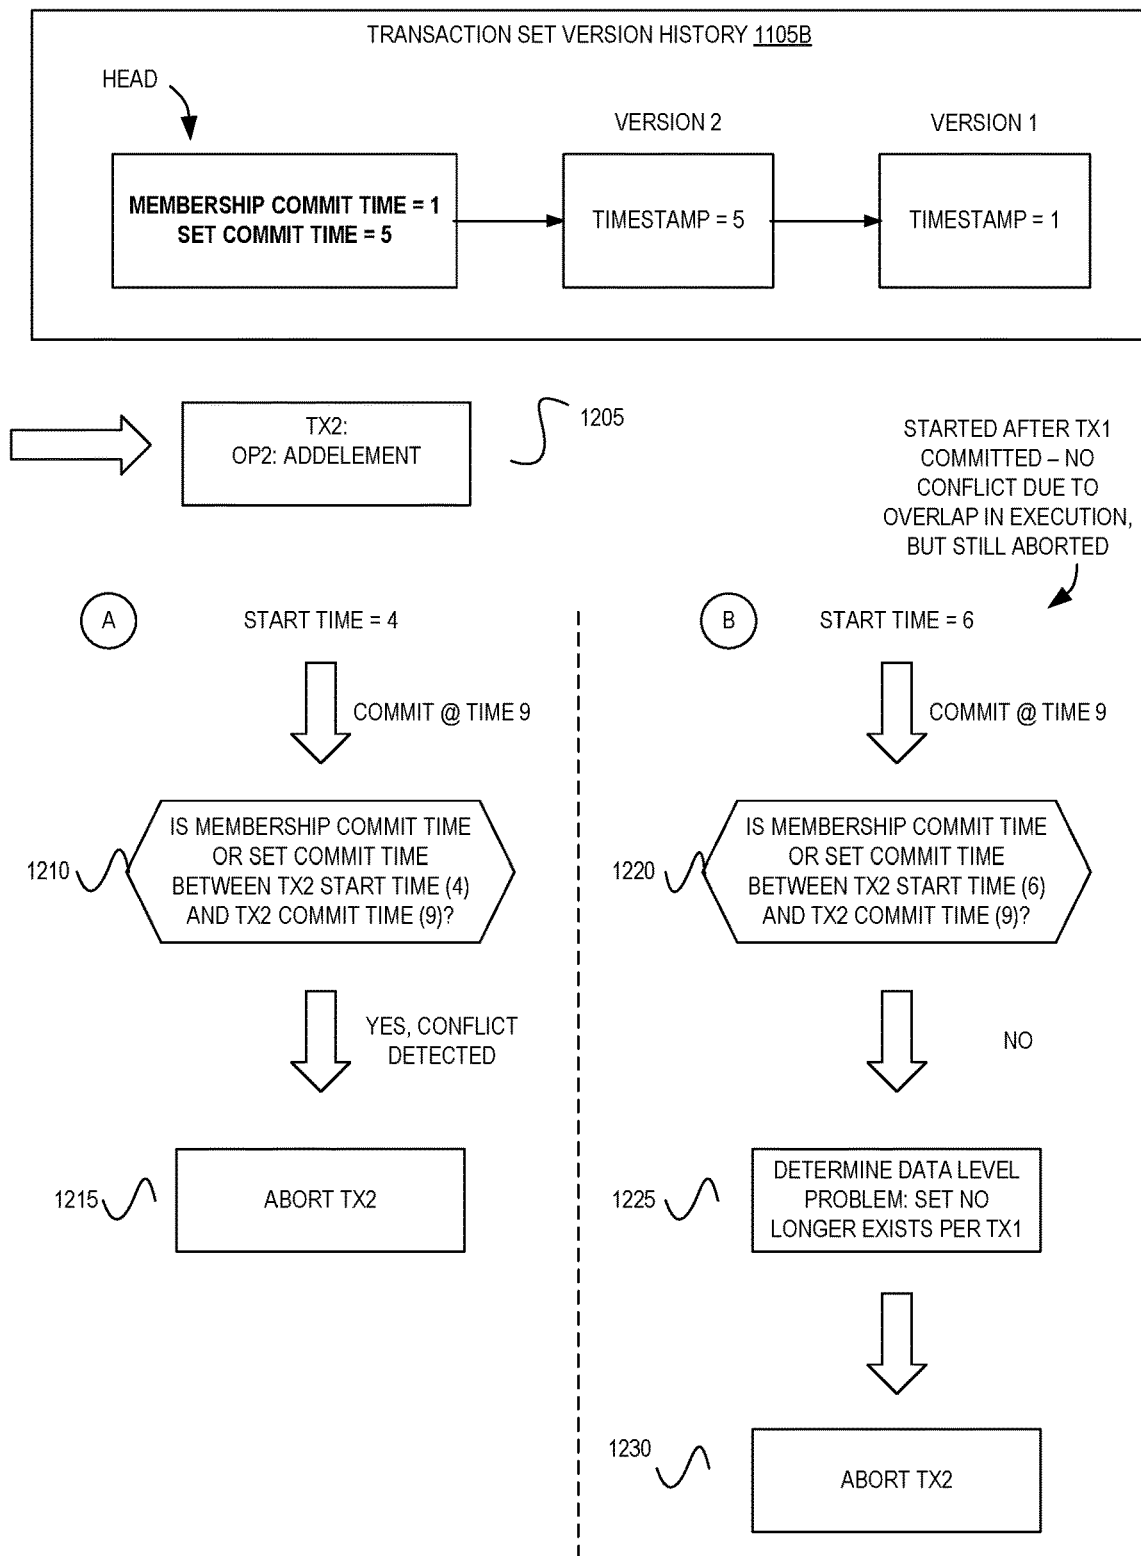 TRANSACTION SET VERSION HISTORY 1105B
HEAD
VERSION 2
VERSION 1
MEMBERSHIP COMMIT TIME = 1
SET COMMIT TIME = 5
TIMESTAMP = 5
TIMESTAMP = 1
TX2:
OP2: ADDELEMENT
1205
STARTED AFTER TX1
COMMITTED – NO
CONFLICT DUE TO
OVERLAP IN EXECUTION,
BUT STILL ABORTED
A
START TIME = 4
COMMIT @ TIME 9
1210
IS MEMBERSHIP COMMIT TIME
OR SET COMMIT TIME
BETWEEN TX2 START TIME (4)
AND TX2 COMMIT TIME (9)?
YES, CONFLICT
DETECTED
1215
ABORT TX2
B
START TIME = 6
COMMIT @ TIME 9
1220
IS MEMBERSHIP COMMIT TIME
OR SET COMMIT TIME
BETWEEN TX2 START TIME (6)
AND TX2 COMMIT TIME (9)?
NO
1225
DETERMINE DATA LEVEL
PROBLEM: SET NO
LONGER EXISTS PER TX1
1230
ABORT TX2